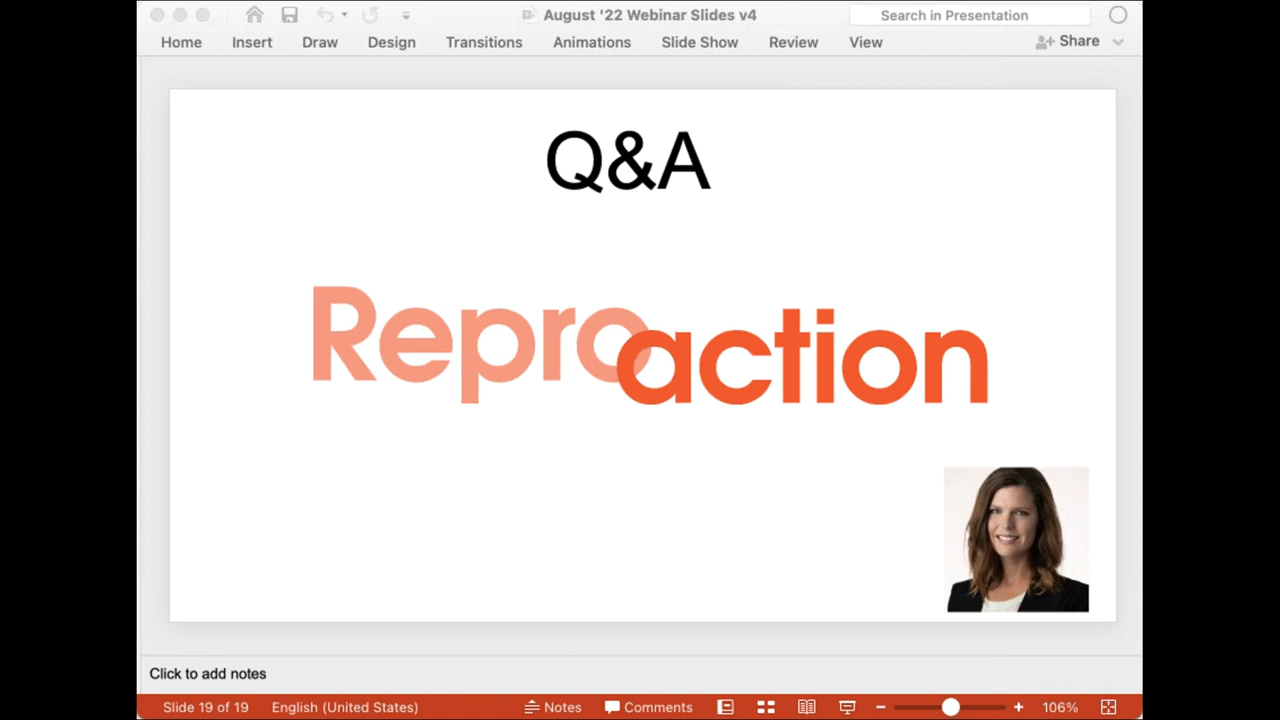 August '22 Webinar Slides v4
Search in Presentation
Home Insert Draw Design Transitions Animations Slide Show Review View Share
Q&A
Reproaction
Click to add notes
Slide 19 of 19 English (United States) Notes Comments 106%